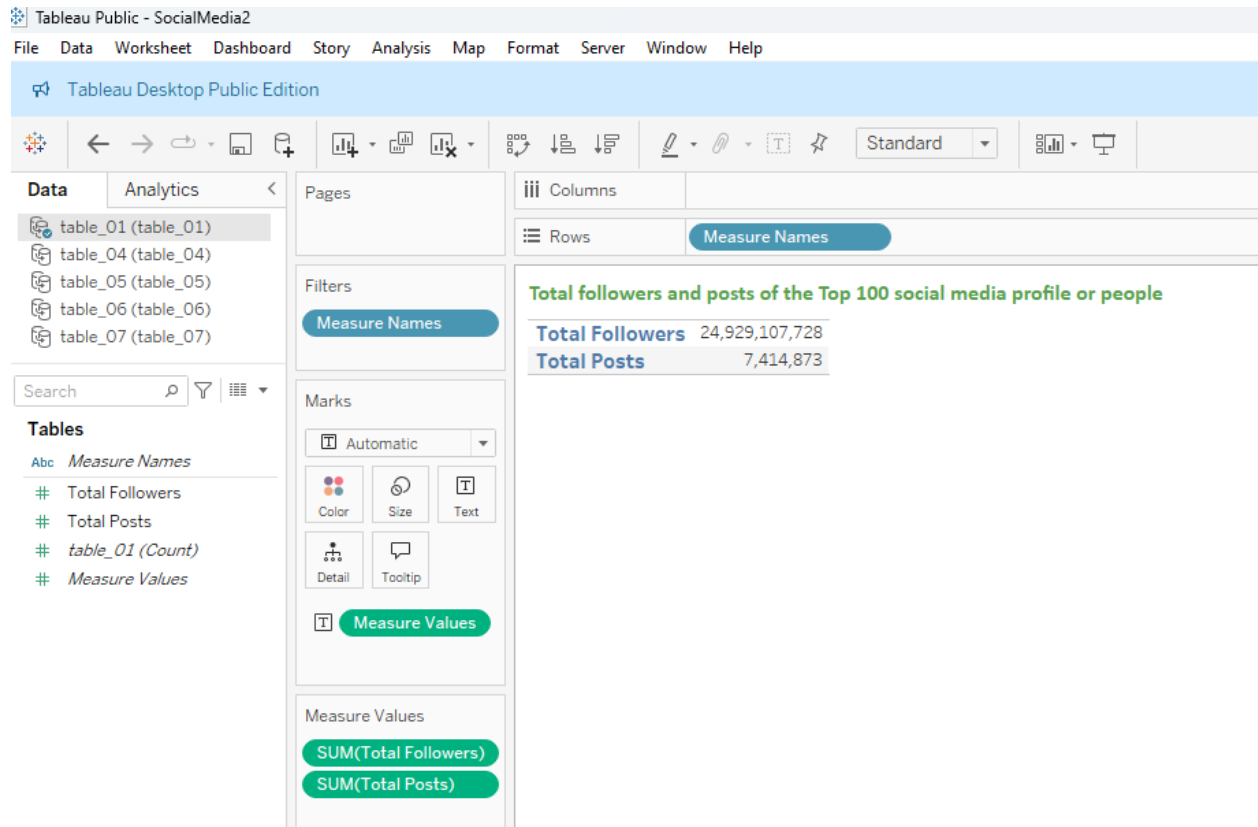 Tableau Public - SocialMedia2
File Data Worksheet Dashboard Story Analysis Map Format Server Window Help
Tableau Desktop Public Edition
Standard
Data Analytics
table_01 (table_01)
table_04 (table_04)
table_05 (table_05)
table_06 (table_06)
table_07 (table_07)
Search
Tables
Abc Measure Names
# Total Followers
# Total Posts
# table_01 (Count)
# Measure Values
Pages
Filters
Measure Names
Marks
T Automatic
Color Size T Text
Detail Tooltip
T Measure Values
Measure Values
SUM(Total Followers)
SUM(Total Posts)
Columns
Rows Measure Names
Total followers and posts of the Top 100 social media profile or people
Total Followers 24,929,107,728
Total Posts 7,414,873